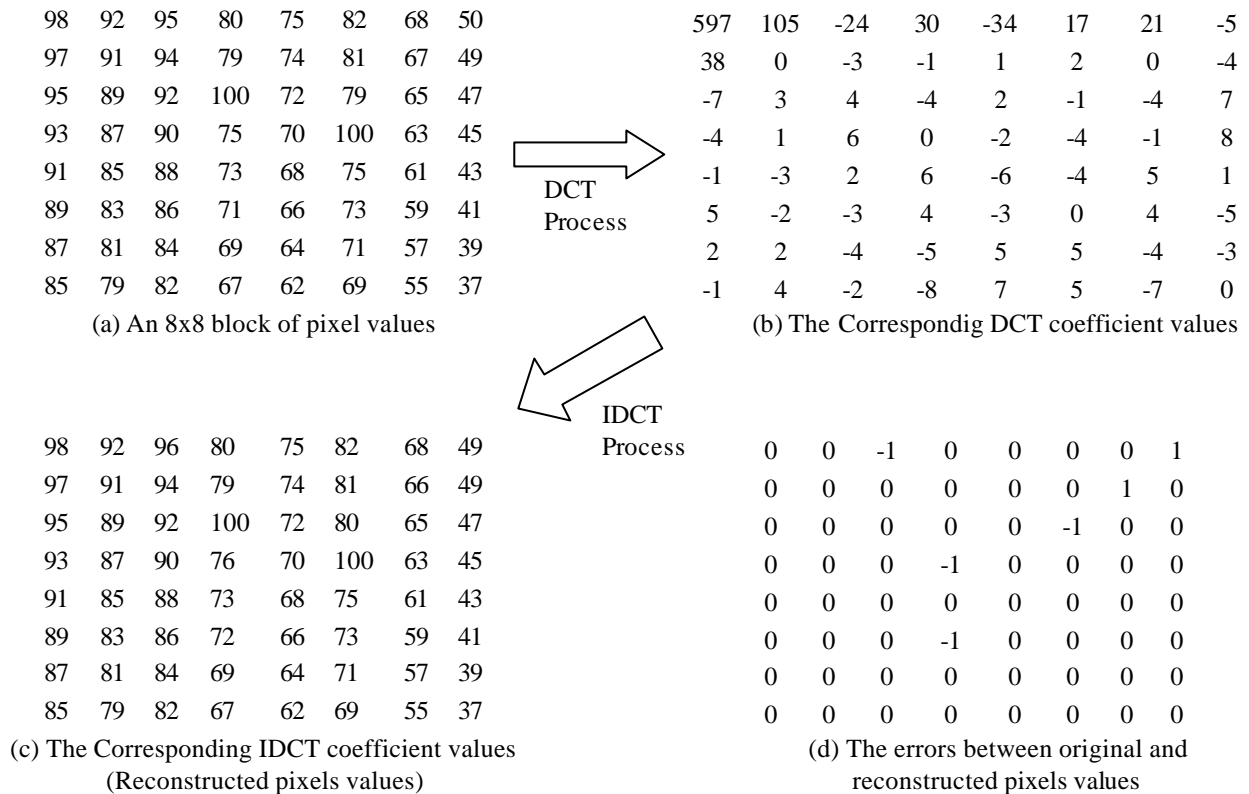 98 92 95 80 75 82 68 50
97 91 94 79 74 81 67 49
95 89 92 100 72 79 65 47
93 87 90 75 70 100 63 45
91 85 88 73 68 75 61 43
89 83 86 71 66 73 59 41
87 81 84 69 64 71 57 39
85 79 82 67 62 69 55 37
(a) An 8x8 block of pixel values
DCT
Process
597 105 -24 30 -34 17 21 -5
38 0 -3 -1 1 2 0 -4
-7 3 4 -4 2 -1 -4 7
-4 1 6 0 -2 -4 -1 8
-1 -3 2 6 -6 -4 5 1
5 -2 -3 4 -3 0 4 -5
2 2 -4 -5 5 5 -4 -3
-1 4 -2 -8 7 5 -7 0
(b) The Correspondig DCT coefficient values
IDCT
Process
98 92 96 80 75 82 68 49
97 91 94 79 74 81 66 49
95 89 92 100 72 80 65 47
93 87 90 76 70 100 63 45
91 85 88 73 68 75 61 43
89 83 86 72 66 73 59 41
87 81 84 69 64 71 57 39
85 79 82 67 62 69 55 37
(c) The Corresponding IDCT coefficient values
(Reconstructed pixels values)
0 0 -1 0 0 0 0 1
0 0 0 0 0 0 1 0
0 0 0 0 0 -1 0 0
0 0 0 -1 0 0 0 0
0 0 0 0 0 0 0 0
0 0 0 -1 0 0 0 0
0 0 0 0 0 0 0 0
0 0 0 0 0 0 0 0
(d) The errors between original and
reconstructed pixels values